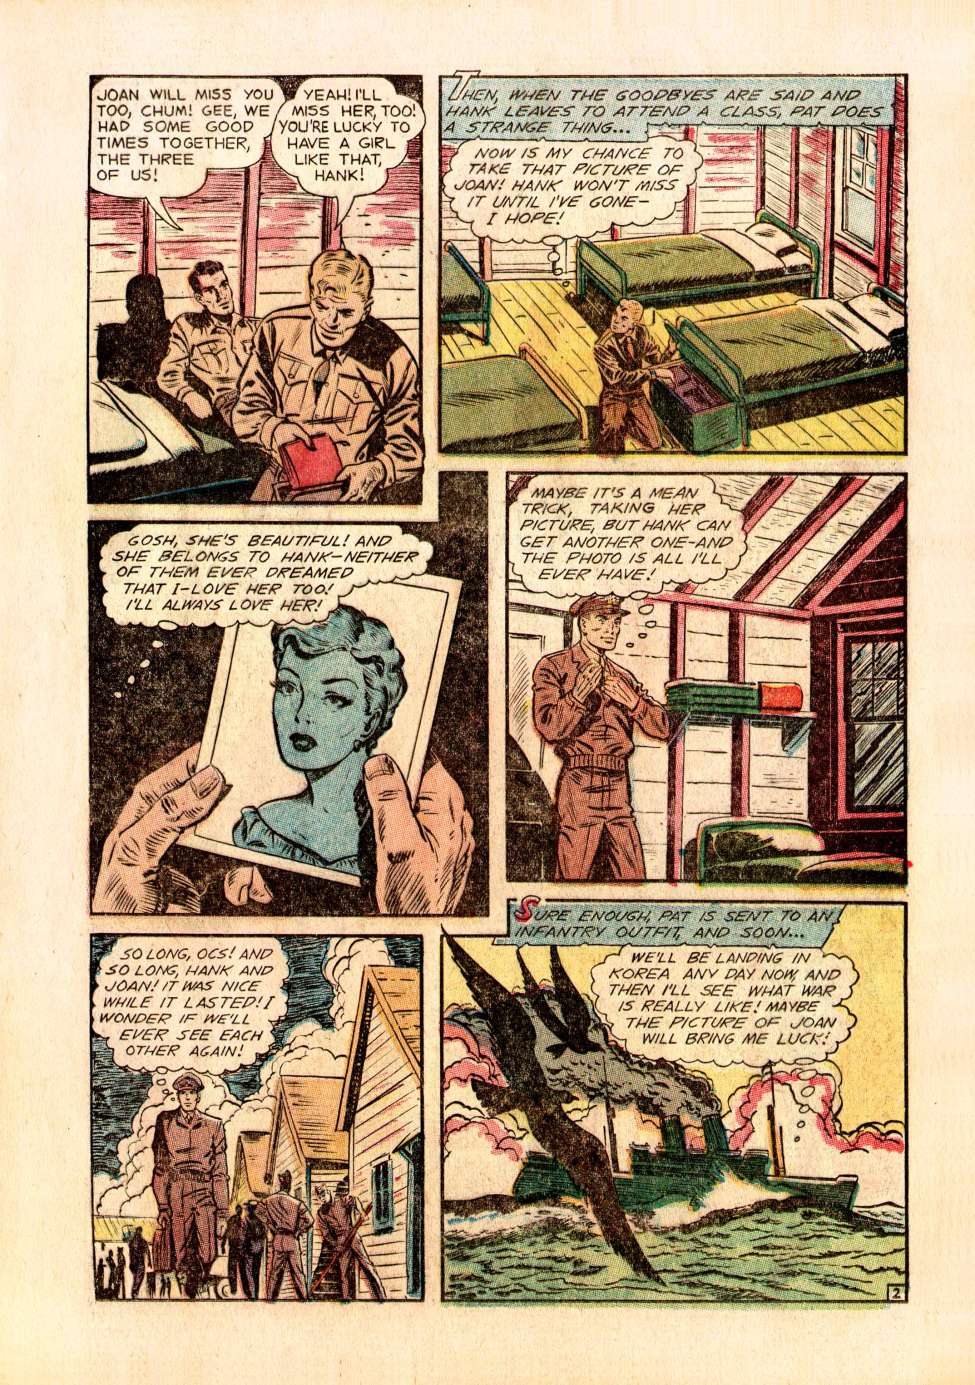 JOAN WILL MISS YOU
TOO, CHUM! GEE, WE
HAD SOME GOOD
TIMES TOGETHER,
THE THREE
OF US!
YEAH! I'LL
MISS HER, TOO!
YOU'RE LUCKY TO
HAVE A GIRL
LIKE THAT,
HANK!
THEN, WHEN THE GOODBYES ARE SAID AND
HANK LEAVES TO ATTEND A CLASS, PAT DOES
A STRANGE THING...
NOW IS MY CHANCE TO
TAKE THAT PICTURE OF
JOAN! HANK WON'T MISS
IT UNTIL I'VE GONE-
I HOPE!
GOSH, SHE'S BEAUTIFUL! AND
SHE BELONGS TO HANK-NEITHER
OF THEM EVER DREAMED
THAT I-LOVE HER TOO!
I'LL ALWAYS LOVE HER!
MAYBE IT'S A MEAN
TRICK, TAKING HER
PICTURE, BUT HANK CAN
GET ANOTHER ONE-AND
THE PHOTO IS ALL I'LL
EVER HAVE!
SO LONG, OCS! AND
SO LONG, HANK AND
JOAN! IT WAS NICE
WHILE IT LASTED! I
WONDER IF WE'LL
EVER SEE EACH
OTHER AGAIN!
SURE ENOUGH, PAT IS SENT TO AN
INFANTRY OUTFIT, AND SOON...
WE'LL BE LANDING IN
KOREA ANY DAY NOW, AND
THEN I'LL SEE WHAT WAR
IS REALLY LIKE! MAYBE
THE PICTURE OF JOAN
WILL BRING ME LUCK!
2